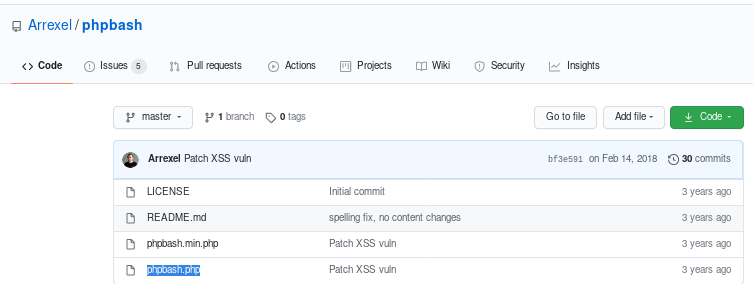 Arrexel / phpbash
Code Issues 5 Pull requests Actions Projects Wiki Security Insights
master 1 branch 0 tags Go to file Add file Code
Arrexel Patch XSS vuln bf3e591 on Feb 14, 2018 30 commits
LICENSE Initial commit 3 years ago
README.md spelling fix, no content changes 3 years ago
phpbash.min.php Patch XSS vuln 3 years ago
phpbash.php Patch XSS vuln 3 years ago